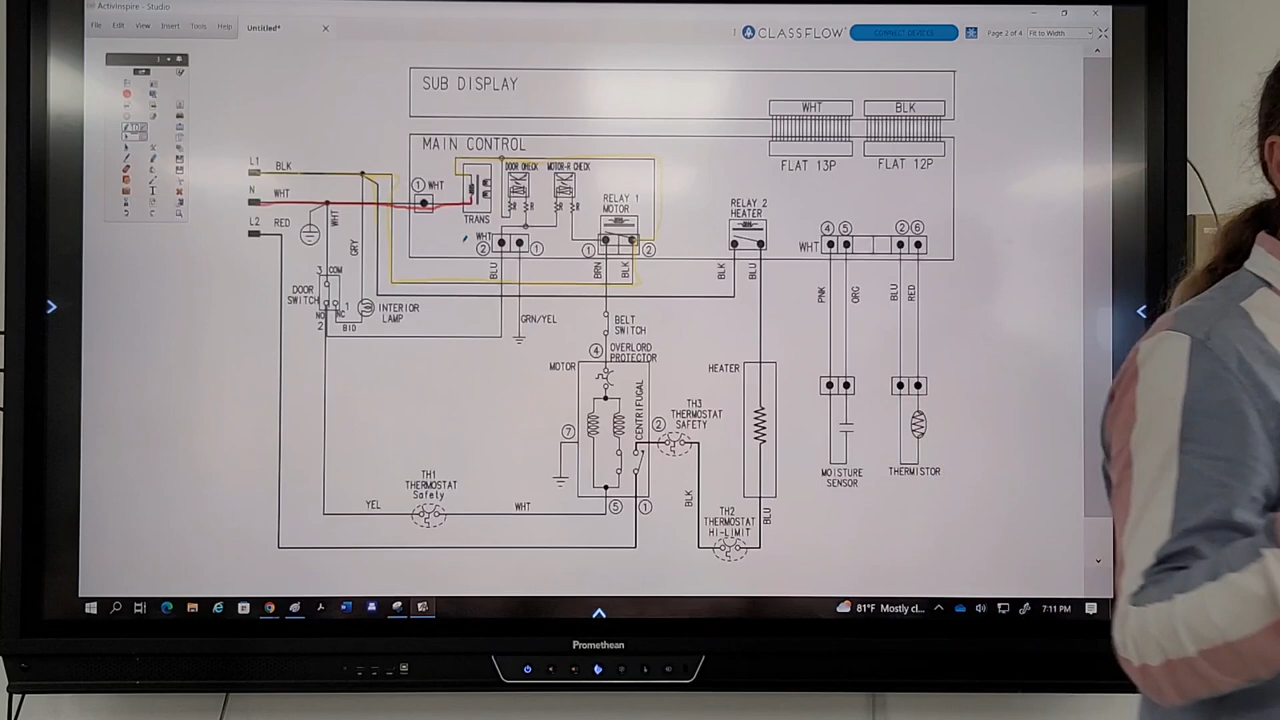 ActivInspire - Studio
File Edit View Insert Tools Help
Untitled*
CLASSFLOW
CONNECT DEVICES
Page 2 of 4
Fit to Width
SUB DISPLAY
WHT
BLK
FLAT 13P
FLAT 12P
MAIN CONTROL
DOOR CHECK
MOTOR-R CHECK
L1
BLK
N
WHT
L2
RED
1 WHT
TRANS
R R R R
RELAY 1
MOTOR
RELAY 2
HEATER
WHT
2 1
1 2
WHT
4 5 2 6
WHT
GRY
BLU
BRN
BLK
BLK
BLU
PNK
ORG
BLU
RED
3 COM
DOOR
SWITCH
NO NC 1
2
BID
INTERIOR
LAMP
GRN/YEL
BELT
SWITCH
4 OVERLORD
PROTECTOR
MOTOR
CENTRIFUGAL
HEATER
TH3
THERMOSTAT
SAFETY
2
7
5 1
TH1
THERMOSTAT
Safety
YEL
WHT
BLK
TH2
THERMOSTAT
HI-LIMIT
BLU
MOISTURE
SENSOR
THERMISTOR
81°F Mostly cl...
7:11 PM
Promethean